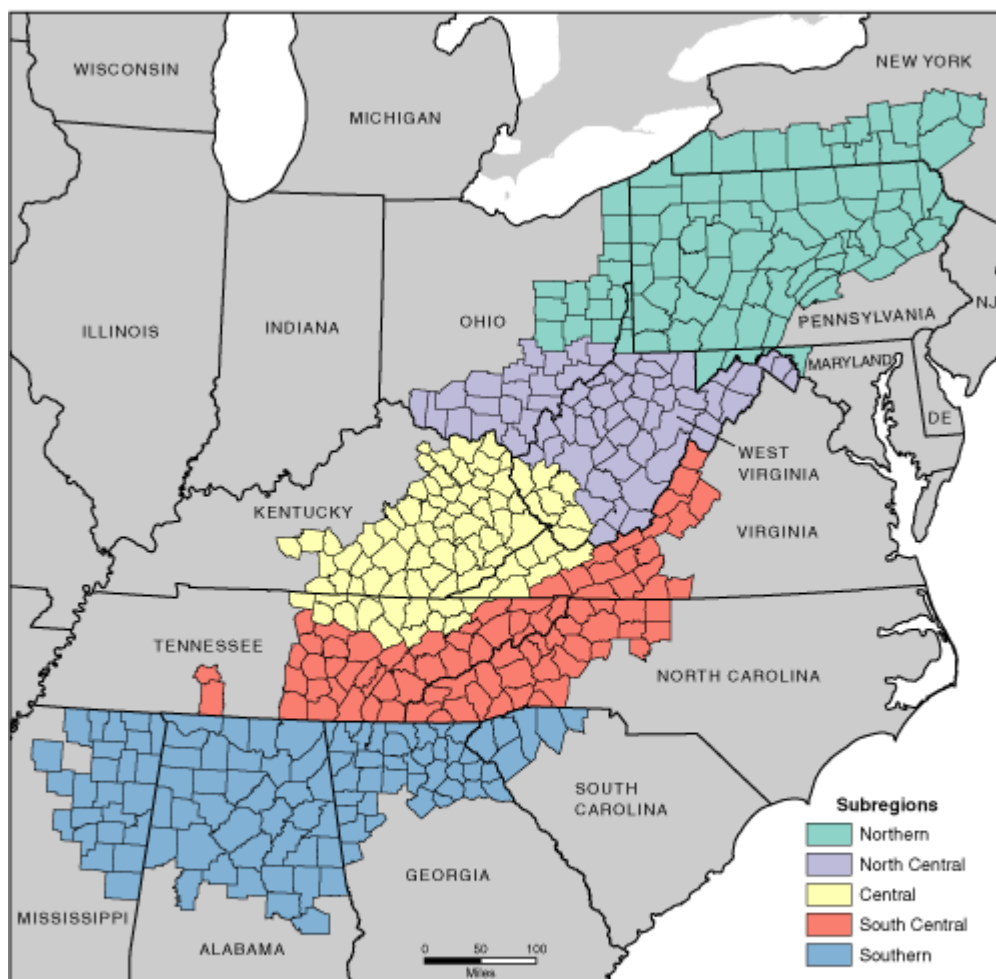 WISCONSIN
NEW YORK
MICHIGAN
ILLINOIS
INDIANA
OHIO
PENNSYLVANIA
NJ
MARYLAND
DE
WEST
VIRGINIA
KENTUCKY
VIRGINIA
TENNESSEE
NORTH CAROLINA
SOUTH
CAROLINA
GEORGIA
MISSISSIPPI
ALABAMA
Subregions
Northern
North Central
Central
South Central
Southern
0 50 100
Miles